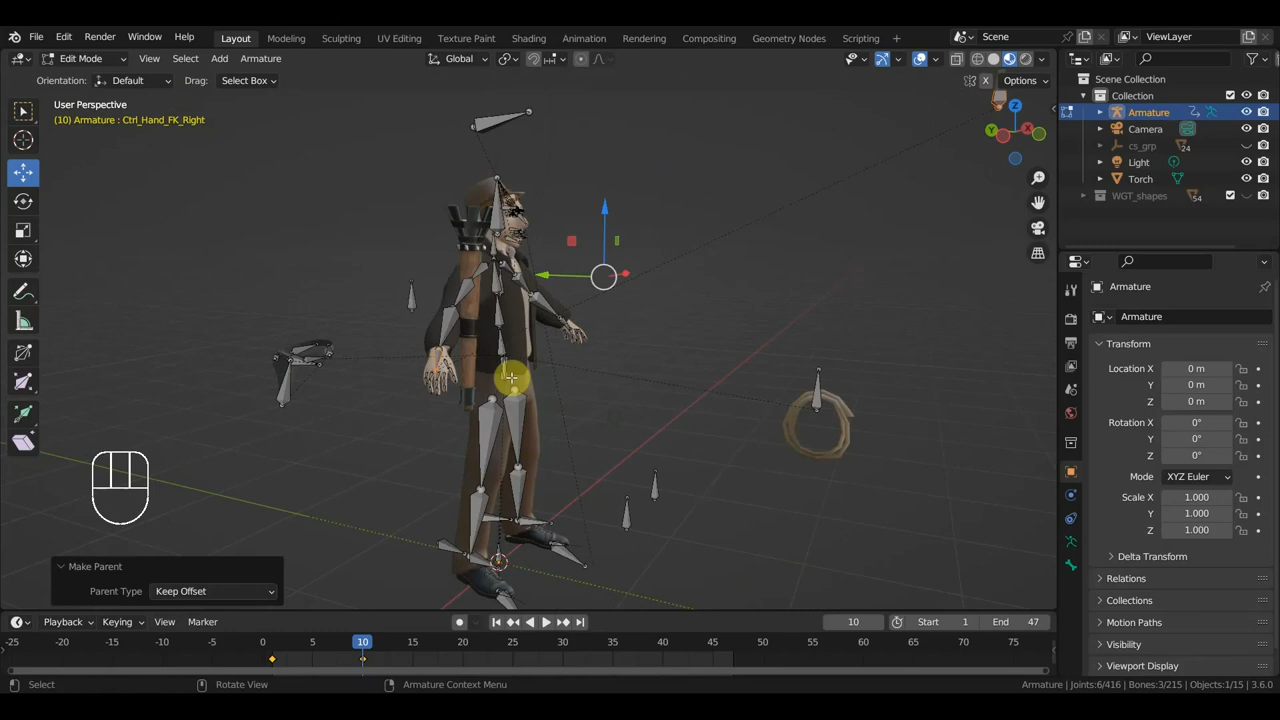 File Edit Render Window Help Layout Modeling Sculpting UV Editing Texture Paint Shading Animation Rendering Compositing Geometry Nodes Scripting + Scene ViewLayer
Edit Mode View Select Add Armature Global
Orientation: Default Drag: Select Box X Options
User Perspective
(10) Armature : Ctrl_Hand_FK_Right
Z
Y
X
Scene Collection
Collection
Armature
Camera
cs_grp 24
Light
Torch
WGT_shapes 54
Armature
Armature
Transform
Location X 0 m
Y 0 m
Z 0 m
Rotation X 0°
Y 0°
Z 0°
Mode XYZ Euler
Scale X 1.000
Y 1.000
Z 1.000
Delta Transform
Relations
Collections
Motion Paths
Visibility
Viewport Display
Make Parent
Parent Type Keep Offset
Playback Keying View Marker 10 Start 1 End 47
-25 -20 -15 -10 -5 0 5 10 15 20 25 30 35 40 45 50 55 60 65 70 75
Select Rotate View Armature Context Menu Armature | Joints:6/416 | Bones:3/215 | Objects:1/15 | 3.6.0